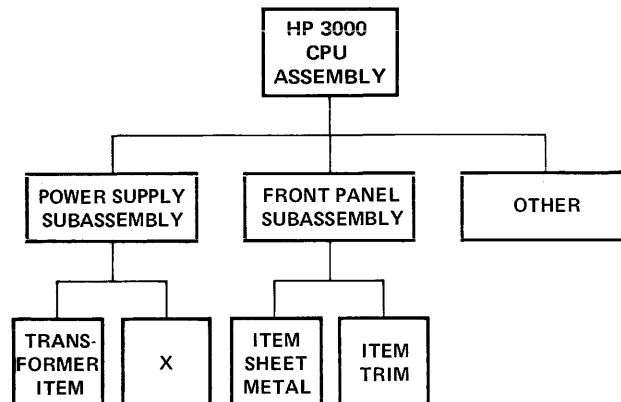 HP 3000
CPU
ASSEMBLY
POWER SUPPLY
SUBASSEMBLY
FRONT PANEL
SUBASSEMBLY
OTHER
TRANS-
FORMER
ITEM
X
ITEM
SHEET
METAL
ITEM
TRIM